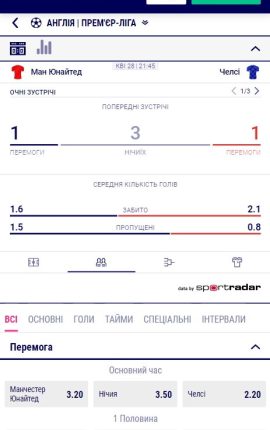 АНГЛІЯ | ПРЕМ'ЄР-ЛІГА
Ман Юнайтед
КВІ 28 | 21:45
Челсі
ОЧНІ ЗУСТРІЧІ
1/3
ПОПЕРЕДНІ ЗУСТРІЧІ
1 3 1
ПЕРЕМОГИ НІЧИЇХ ПЕРЕМОГИ
СЕРЕДНЯ КІЛЬКІСТЬ ГОЛІВ
1.6 ЗАБИТО 2.1
1.5 ПРОПУЩЕНІ 0.8
data by sportradar
ВСІ ОСНОВНІ ГОЛИ ТАЙМИ СПЕЦІАЛЬНІ ІНТЕРВАЛИ
Перемога
Основний час
Манчестер Юнайтед 3.20 Нічия 3.50 Челсі 2.20
1 Половина